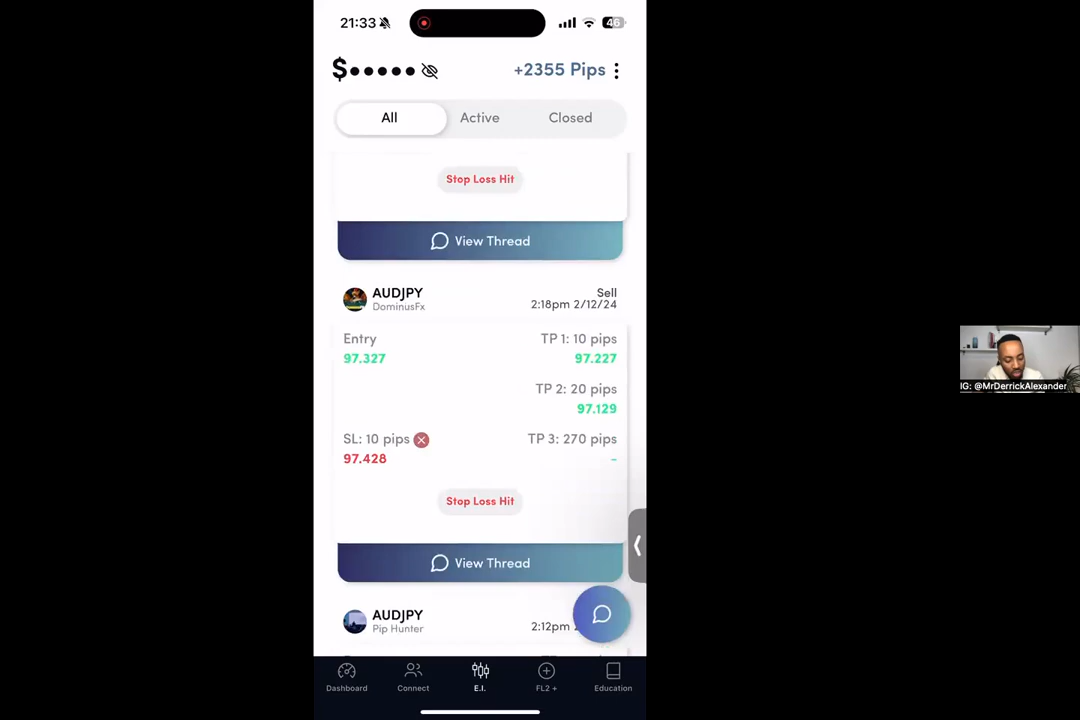 21:33
46
$•••••
+2355 Pips
All
Active
Closed
Stop Loss Hit
View Thread
AUDJPY
Sell
DominusFx
2:18pm 2/12/24
Entry
TP 1: 10 pips
97.327
97.227
TP 2: 20 pips
97.129
SL: 10 pips
TP 3: 270 pips
97.428
-
Stop Loss Hit
View Thread
AUDJPY
Pip Hunter
2:12pm
Dashboard
Connect
E.I.
FL2 +
Education
IG: @MrDerrickAlexander